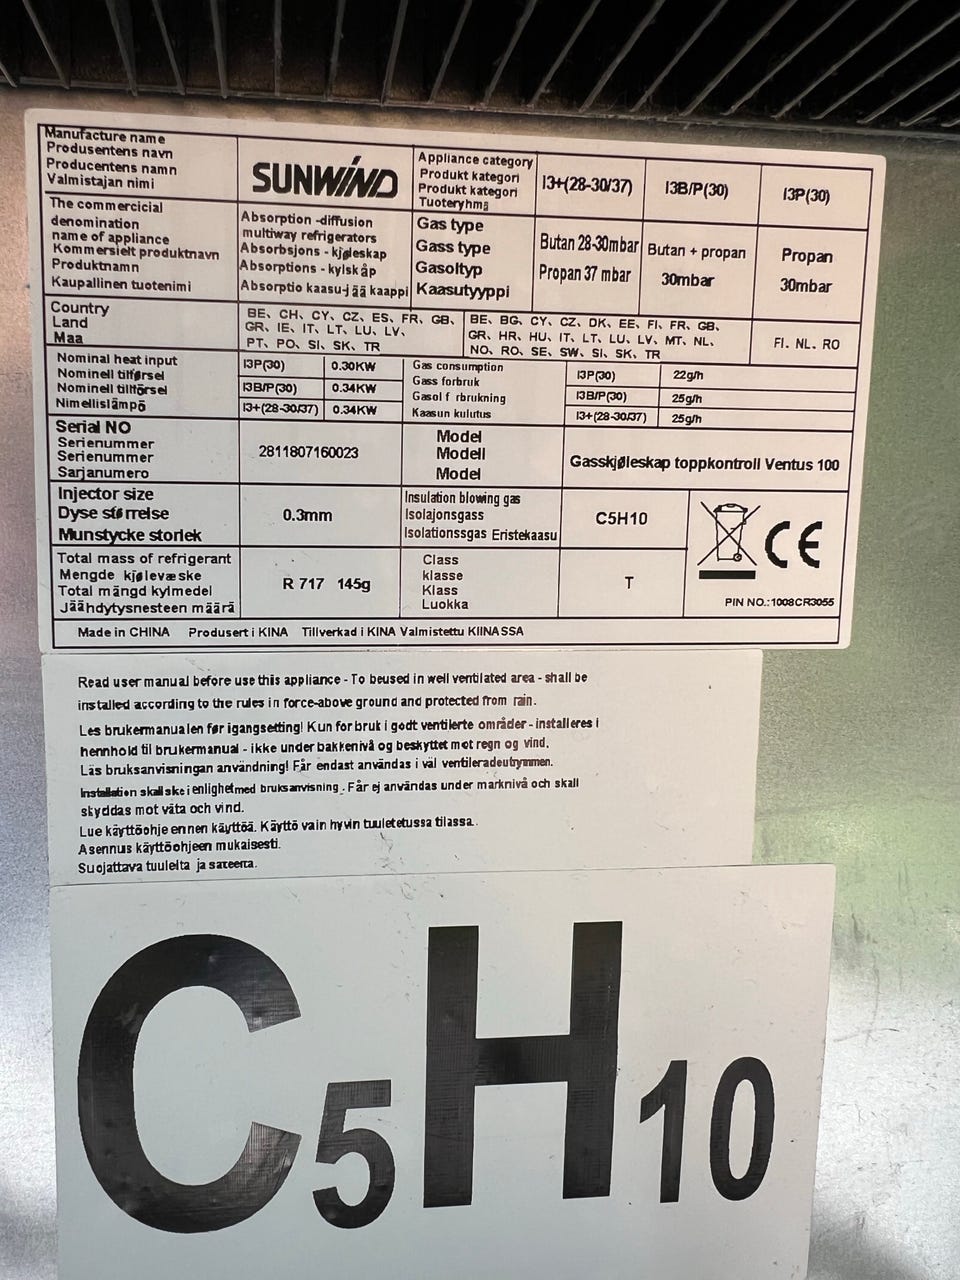 Manufacture name
Produsentens navn
Producentens namn
Valmistajan nimi
SUNWIND
Appliance category
Produkt kategori
Produkt kategori
Tuoteryhmä
I3+(28-30/37)
I3B/P(30)
I3P(30)
The commercicial
denomination
name of appliance
Kommersielt produktnavn
Produktnamn
Kaupallinen tuotenimi
Absorption -diffusion
multiway refrigerators
Absorbsjons - kjøleskap
Absorptions - kylskåp
Absorptio kaasu-jää kaappi
Gas type
Gass type
Gasoltyp
Kaasutyyppi
Butan 28-30mbar
Propan 37 mbar
Butan + propan
30mbar
Propan
30mbar
Country
Land
Maa
BE、CH、CY、CZ、ES、FR、GB、
GR、IE、IT、LT、LU、LV、
PT、PO、SI、SK、TR
BE、BG、CY、CZ、DK、EE、FI、FR、GB、
GR、HR、HU、IT、LT、LU、LV、MT、NL、
NO、RO、SE、SW、SI、SK、TR
FI、NL、RO
Nominal heat input
Nominell tilførsel
Nominell tillförsel
Nimellislämpö
I3P(30) 0.30KW
I3B/P(30) 0.34KW
I3+(28-30/37) 0.34KW
Gas consumption
Gass forbruk
Gasol f rbrukning
Kaasun kulutus
I3P(30) 22g/h
I3B/P(30) 25g/h
I3+(28-30/37) 25g/h
Serial NO
Serienummer
Serienummer
Sarjanumero
2811807160023
Model
Modell
Model
Gasskjøleskap toppkontroll Ventus 100
Injector size
Dyse størrelse
Munstycke storlek
0.3mm
Insulation blowing gas
Isolajonsgass
Isolationssgas Eristekaasu
C5H10
CE
Total mass of refrigerant
Mengde kjølevæske
Total mängd kylmedel
Jäähdytysnesteen määrä
R 717 145g
Class
klasse
Klass
Luokka
T
PIN NO.:1008CR3055
Made in CHINA Produsert i KINA Tillverkad i KINA Valmistettu KIINASSA
Read user manual before use this appliance - To beused in well ventilated area - shall be
installed according to the rules in force-above ground and protected from rain.
Les brukermanualen før igangsetting! Kun for bruk i godt ventilerte områder - installeres i
hennhold til brukermanual - ikke under bakkenivå og beskyttet mot regn og vind.
Läs bruksanvisningan användning! Får endast användas i väl ventileradeutrymmen.
Installation skall ske i enlighet med bruksanvisning . Får ej användas under marknivå och skall
skyddas mot väta och vind.
Lue käyttöohje ennen käyttöä. Käyttö vain hyvin tuuletetussa tilassa.
Asennus käyttöohjeen mukaisesti.
Suojattava tuulelta ja sateerta.
C5H10